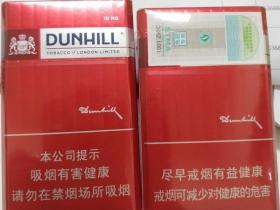 10 MG
DUNHILL
TOBACCO of LONDON LIMITED
Dunhill
本公司提示
吸烟有害健康
请勿在禁烟场所吸烟
Dunhill
尽早戒烟有益健康
戒烟可减少对健康的危害